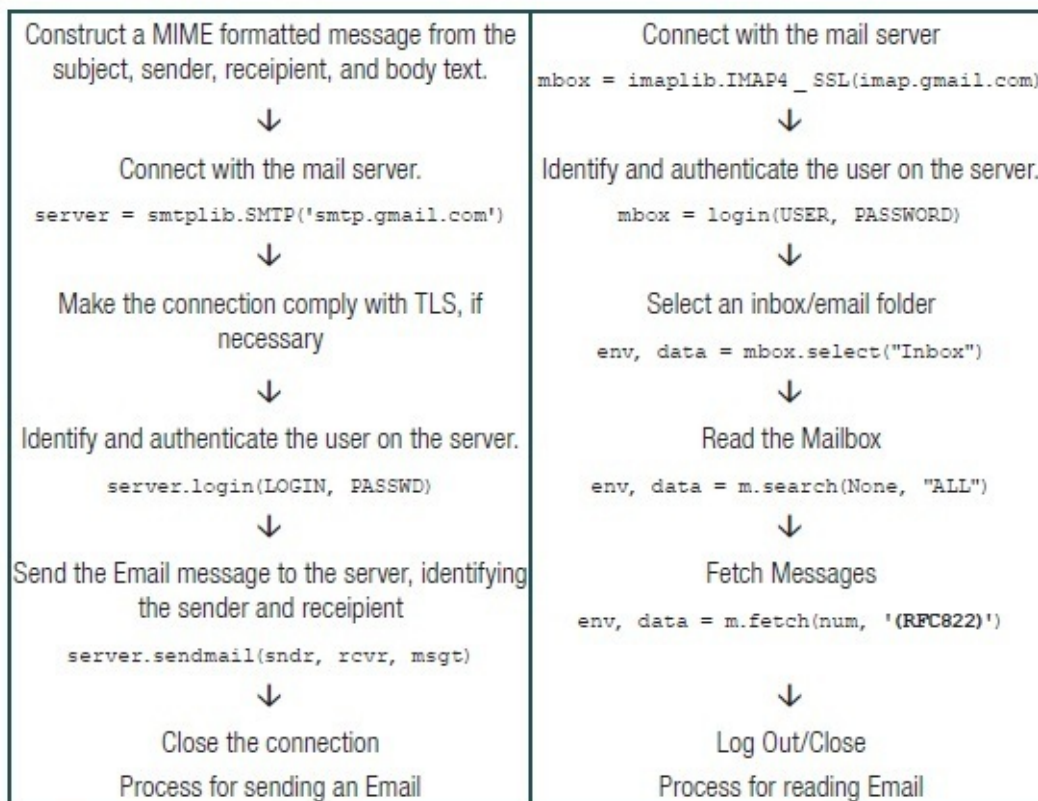 Construct a MIME formatted message from the
subject, sender, receipient, and body text.
↓
Connect with the mail server.
server = smtplib.SMTP('smtp.gmail.com')
↓
Make the connection comply with TLS, if
necessary
↓
Identify and authenticate the user on the server.
server.login(LOGIN, PASSWD)
↓
Send the Email message to the server, identifying
the sender and receipient
server.sendmail(sndr, rcvr, msgt)
↓
Close the connection
Process for sending an Email
Connect with the mail server
mbox = imaplib.IMAP4_SSL(imap.gmail.com)
↓
Identify and authenticate the user on the server.
mbox = login(USER, PASSWORD)
↓
Select an inbox/email folder
env, data = mbox.select("Inbox")
↓
Read the Mailbox
env, data = m.search(None, "ALL")
↓
Fetch Messages
env, data = m.fetch(num, '(RFC822)')
↓
Log Out/Close
Process for reading Email